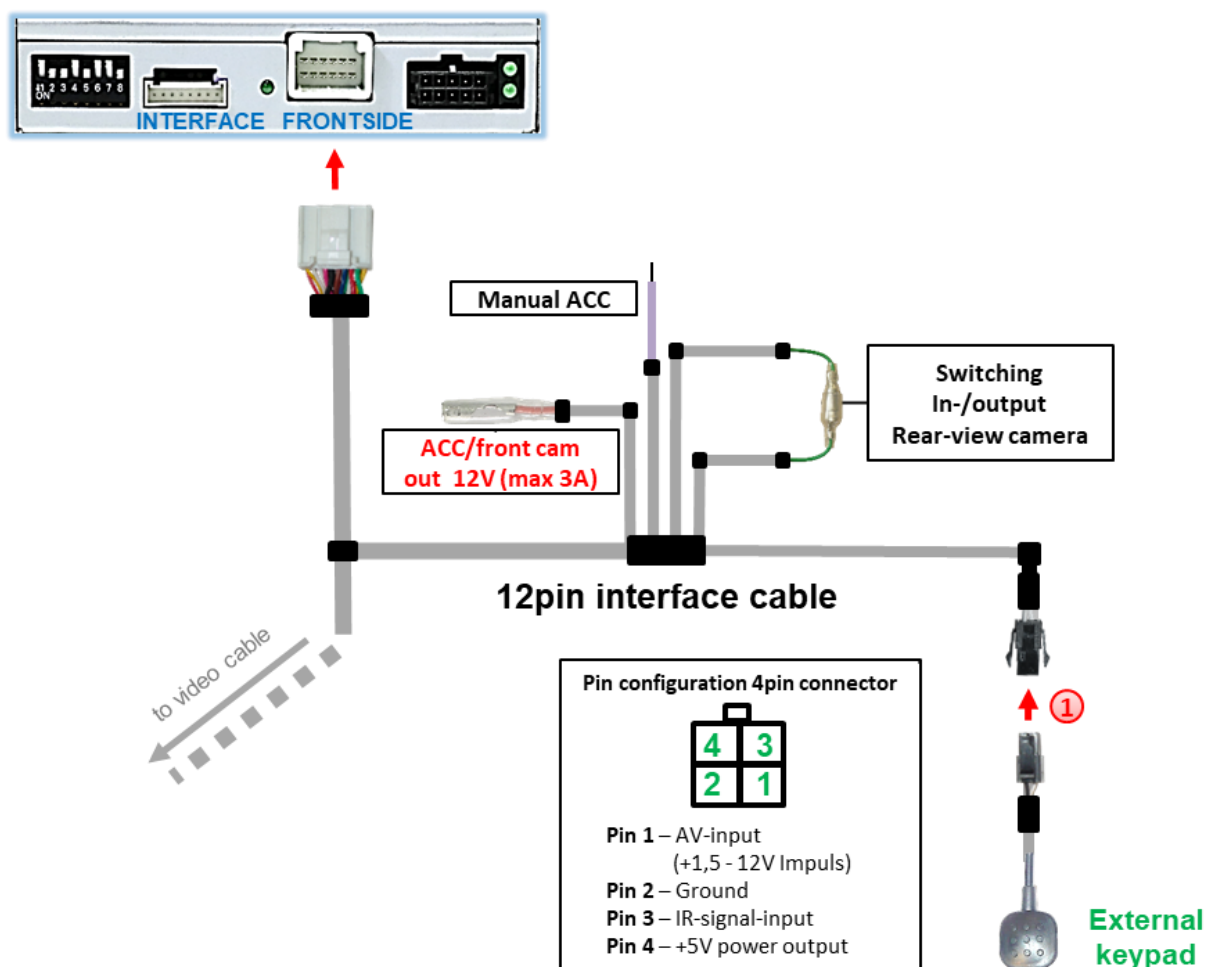 1 2 3 4 5 6 7 8
ON
INTERFACE FRONTSIDE
Manual ACC
Switching
In-/output
Rear-view camera
ACC/front cam
out 12V (max 3A)
12pin interface cable
to video cable
Pin configuration 4pin connector
4 3
2 1
Pin 1 – AV-input
(+1,5 - 12V Impuls)
Pin 2 – Ground
Pin 3 – IR-signal-input
Pin 4 – +5V power output
1
External
keypad